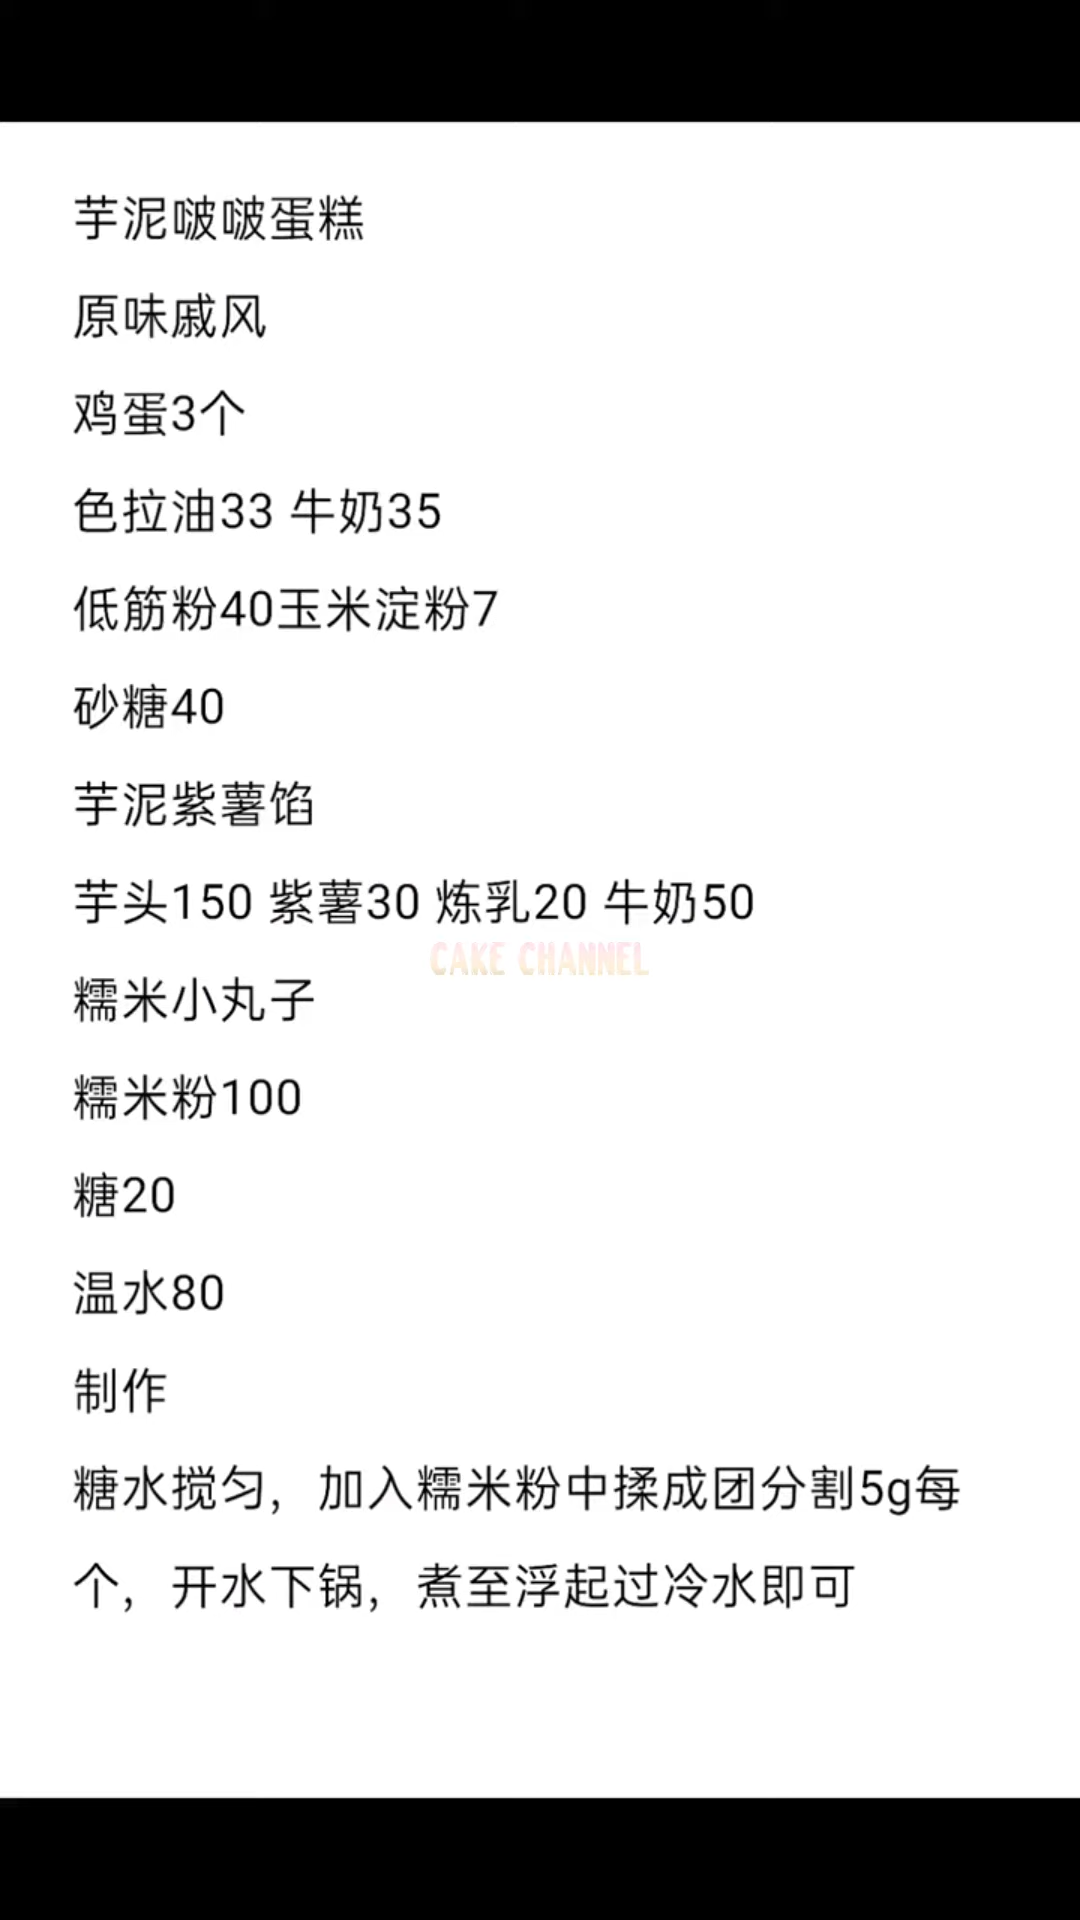 芋泥啵啵蛋糕
原味戚风
鸡蛋3个
色拉油33 牛奶35
低筋粉40玉米淀粉7
砂糖40
芋泥紫薯馅
芋头150 紫薯30 炼乳20 牛奶50
CAKE CHANNEL
糯米小丸子
糯米粉100
糖20
温水80
制作
糖水搅匀，加入糯米粉中揉成团分割5g每
个，开水下锅，煮至浮起过冷水即可